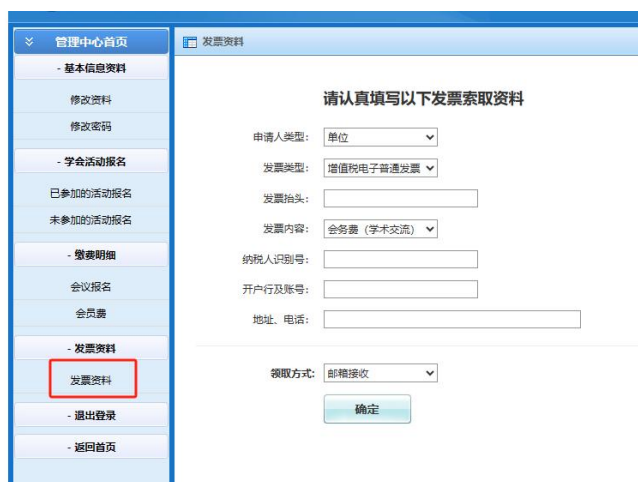 管理中心首页
- 基本信息资料
修改资料
修改密码
- 学会活动报名
已参加的活动报名
未参加的活动报名
- 缴费明细
会议报名
会员费
- 发票资料
发票资料
- 退出登录
- 返回首页
发票资料
请认真填写以下发票索取资料
申请人类型: 单位
发票类型: 增值税电子普通发票
发票抬头:
发票内容: 会务费（学术交流）
纳税人识别号:
开户行及账号:
地址、电话:
领取方式: 邮箱接收
确定